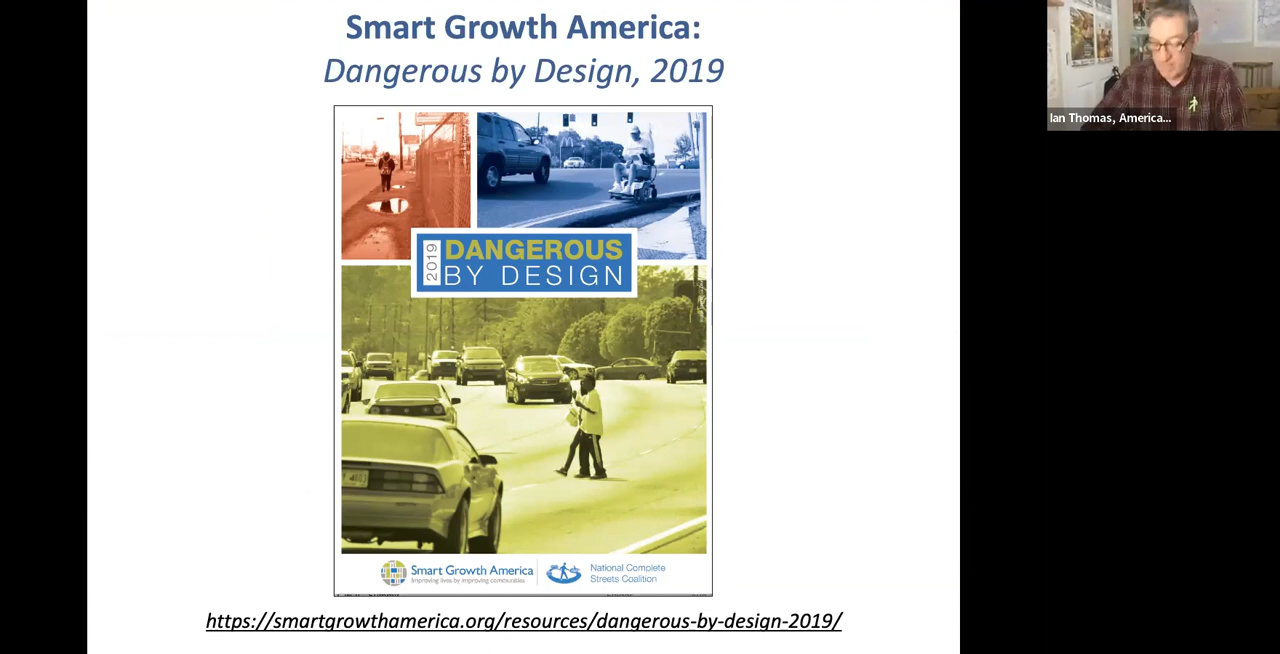 Smart Growth America:
Dangerous by Design, 2019
2019
DANGEROUS
BY DESIGN
Smart Growth America
Improving lives by improving communities
National Complete
Streets Coalition
https://smartgrowthamerica.org/resources/dangerous-by-design-2019/
Ian Thomas, America...